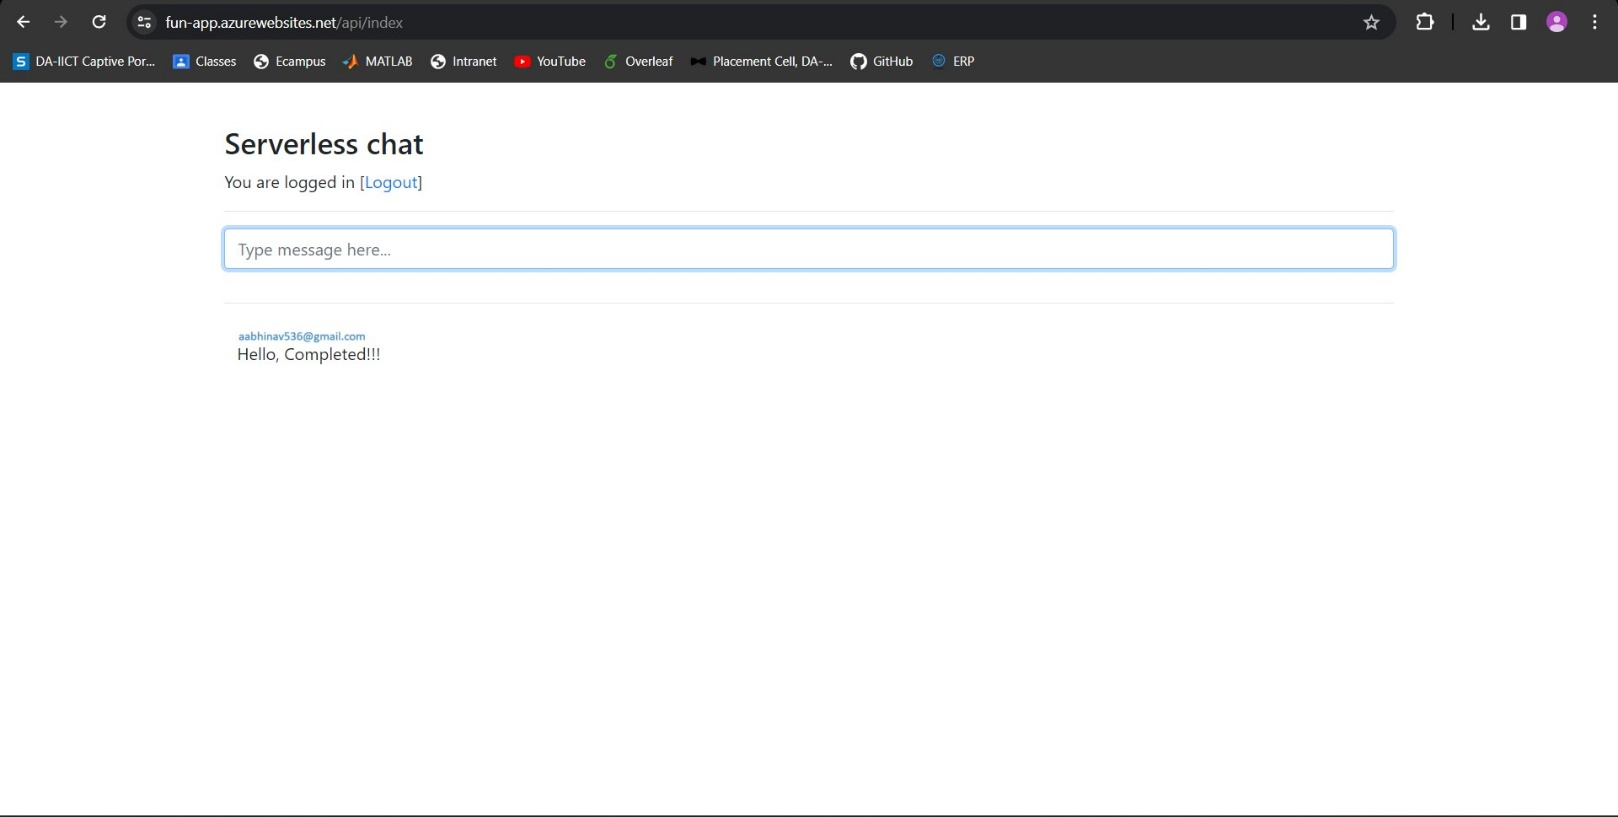 fun-app.azurewebsites.net/api/index
DA-IICT Captive Por... Classes Ecampus MATLAB Intranet YouTube Overleaf Placement Cell, DA-... GitHub ERP
Serverless chat
You are logged in [Logout]
Type message here...
aabhinav536@gmail.com
Hello, Completed!!!